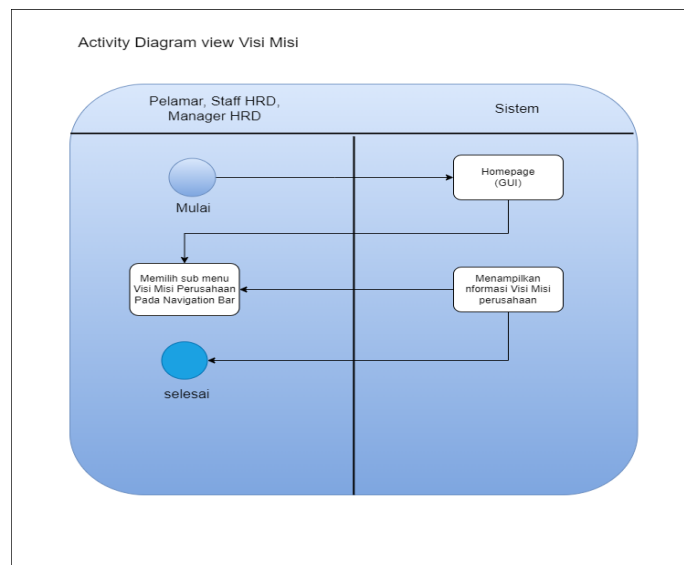 Activity Diagram view Visi Misi
Pelamar, Staff HRD,
Manager HRD
Sistem
Mulai
Homepage
(GUI)
Memilih sub menu
Visi Misi Perusahaan
Pada Navigation Bar
Menampilkan
nformasi Visi Misi
perusahaan
selesai